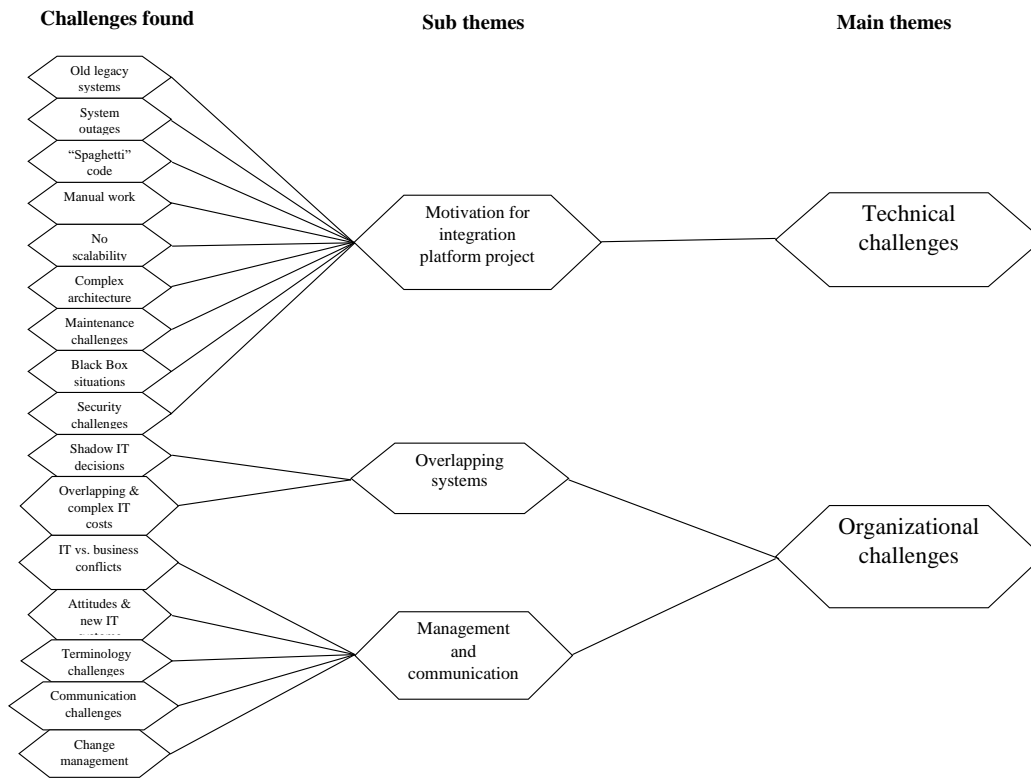 Challenges found
Sub themes
Main themes
Old legacy
systems
System
outages
“Spaghetti”
code
Manual work
No
scalability
Complex
architecture
Maintenance
challenges
Black Box
situations
Security
challenges
Shadow IT
decisions
Overlapping &
complex IT
costs
IT vs. business
conflicts
Attitudes &
new IT
Terminology
challenges
Communication
challenges
Change
management
Motivation for
integration
platform project
Overlapping
systems
Management
and
communication
Technical
challenges
Organizational
challenges